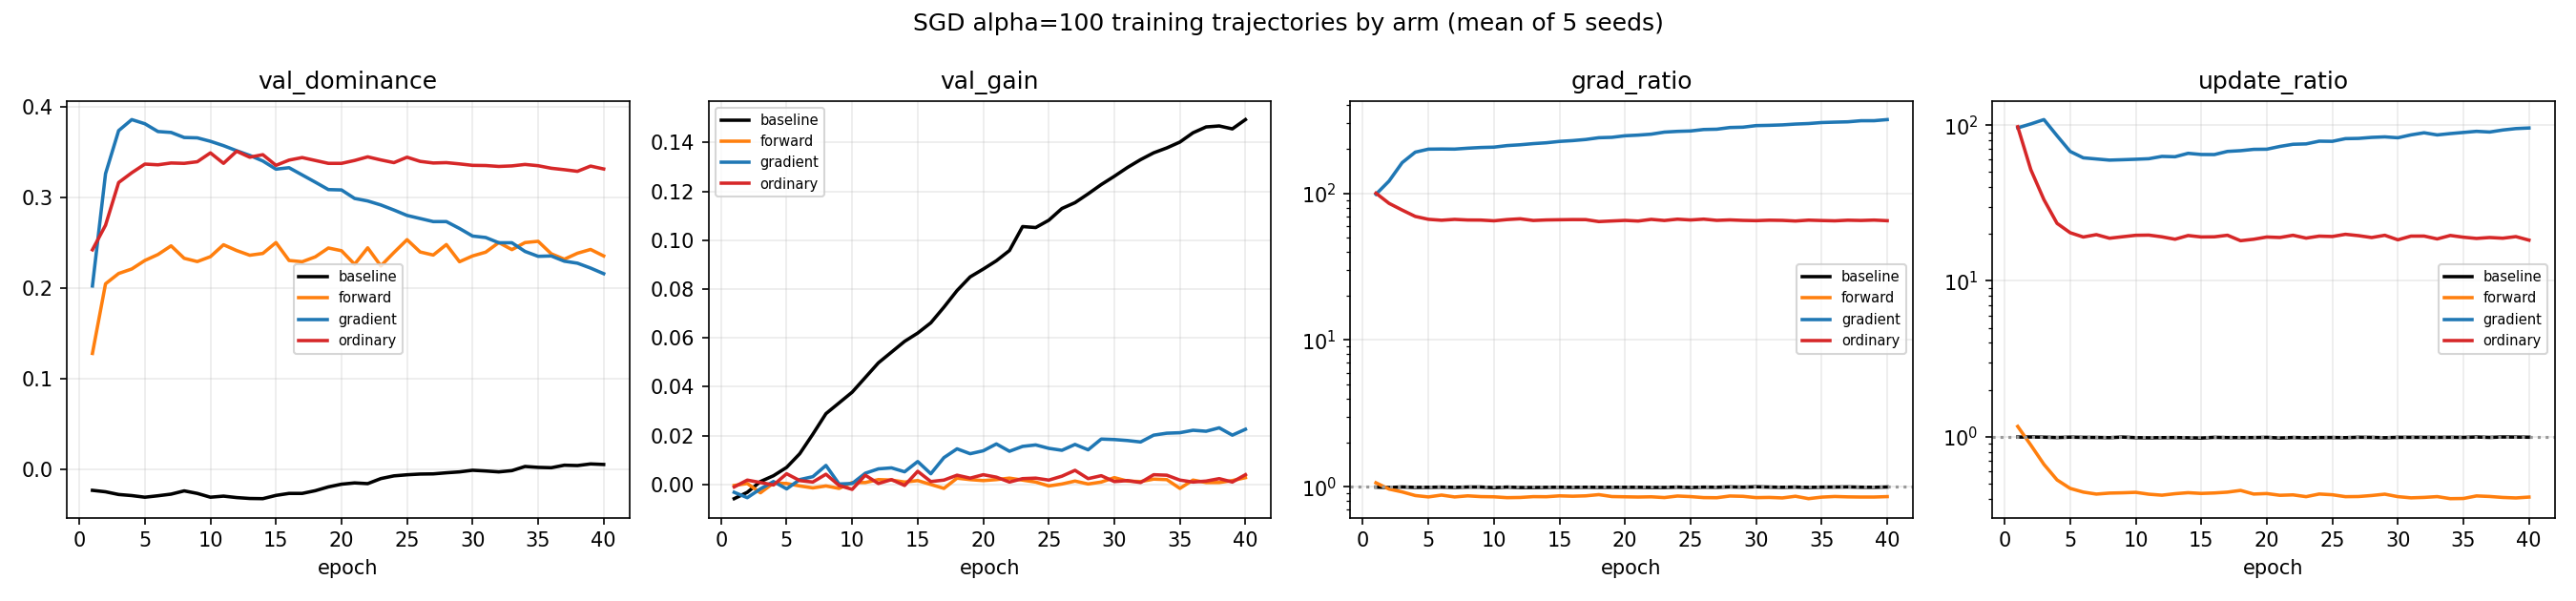 SGD alpha=100 training trajectories by arm (mean of 5 seeds)
val_dominance
0.4
0.3
0.2
0.1
0.0
0 5 10 15 20 25 30 35 40
epoch
baseline
forward
gradient
ordinary
val_gain
0.14
0.12
0.10
0.08
0.06
0.04
0.02
0.00
0 5 10 15 20 25 30 35 40
epoch
baseline
forward
gradient
ordinary
grad_ratio
10²
10¹
10⁰
0 5 10 15 20 25 30 35 40
epoch
baseline
forward
gradient
ordinary
update_ratio
10²
10¹
10⁰
0 5 10 15 20 25 30 35 40
epoch
baseline
forward
gradient
ordinary